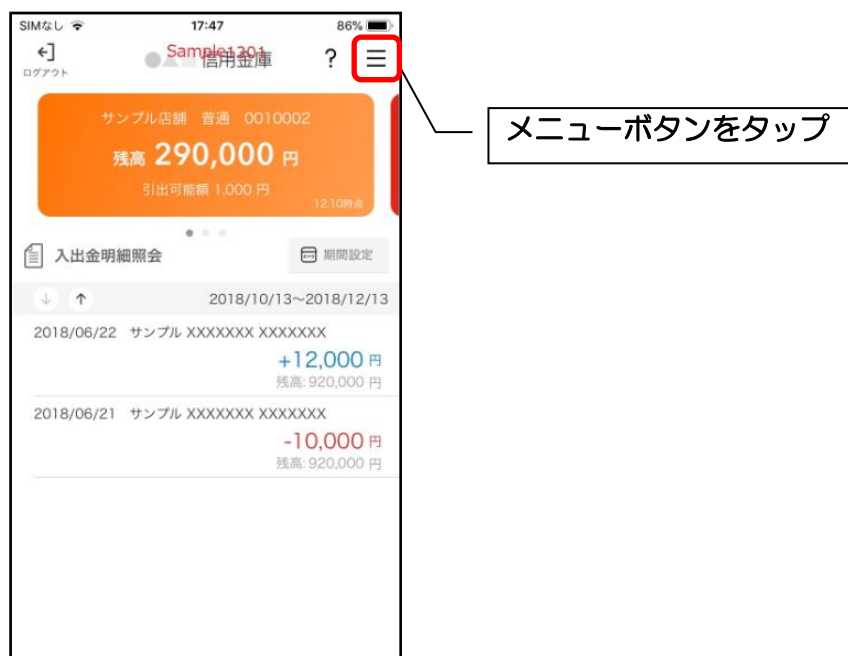 SIMなし 17:47 86%
ログアウト
Sample1201
●▲■信用金庫 ?
サンプル店舗 普通 0010002
残高 290,000 円
引出可能額 1,000 円
12:10時点
メニューボタンをタップ
入出金明細照会 期間設定
↓ ↑ 2018/10/13～2018/12/13
2018/06/22 サンプル XXXXXXX XXXXXXX
+12,000 円
残高: 920,000 円
2018/06/21 サンプル XXXXXXX XXXXXXX
-10,000 円
残高: 920,000 円